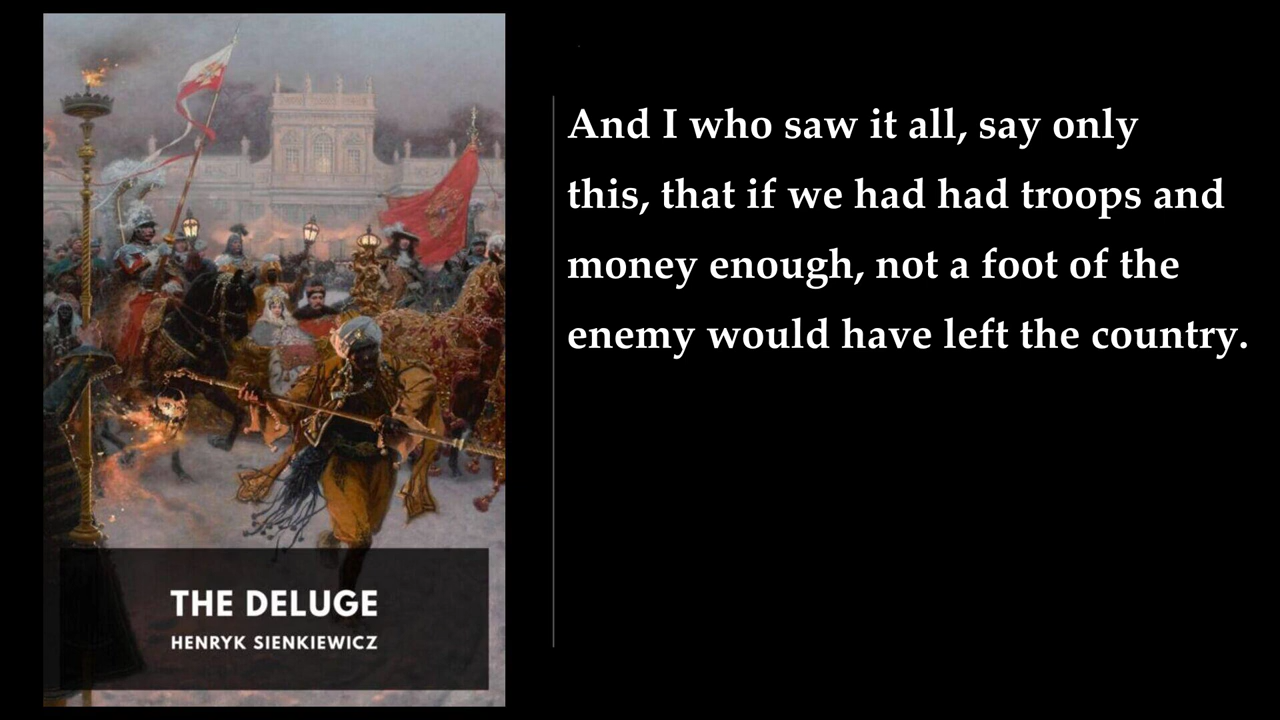 And I who saw it all, say only
this, that if we had had troops and
money enough, not a foot of the
enemy would have left the country.
THE DELUGE
HENRYK SIENKIEWICZ